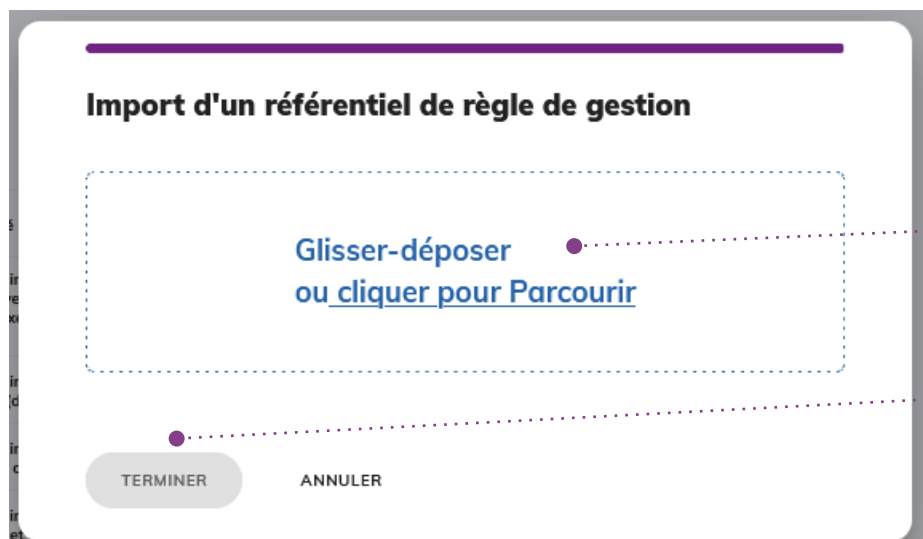 Import d'un référentiel de règle de gestion
Glisser-déposer
ou cliquer pour Parcourir
TERMINER
ANNULER